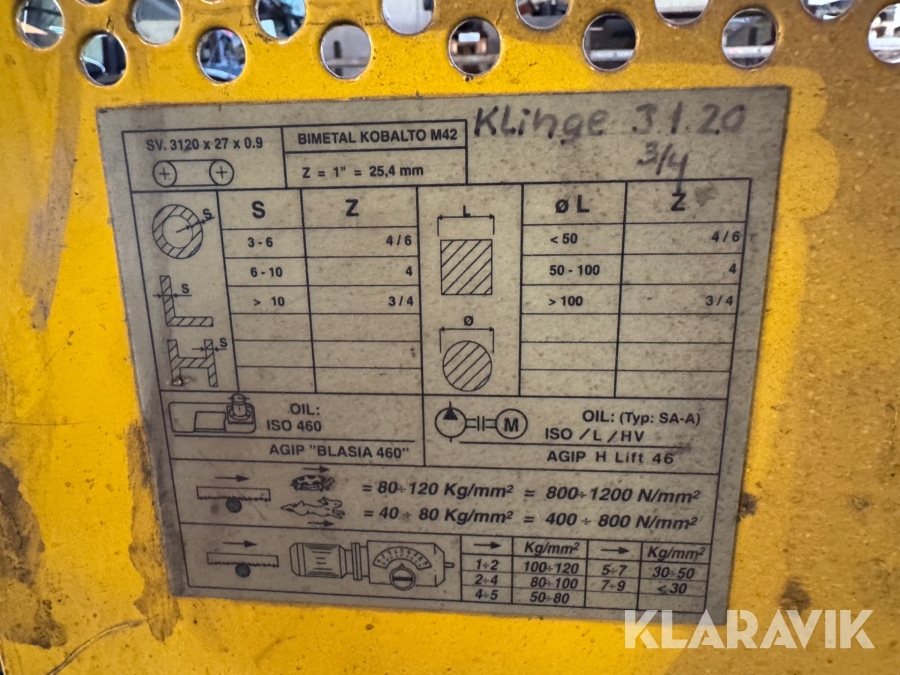 SV. 3120 x 27 x 0.9
BIMETAL KOBALTO M42
Z = 1" = 25,4 mm
Klinge 3120
3/4
S
S Z
3-6 4/6
6-10 4
> 10 3/4
S
S
L
ø L Z
< 50 4/6
50-100 4
> 100 3/4
Ø
OIL:
ISO 460
AGIP "BLASIA 460"
M
OIL: (Typ: SA-A)
ISO / L / HV
AGIP H Lift 46
= 80÷120 Kg/mm² = 800÷1200 N/mm²
= 40 ÷ 80 Kg/mm² = 400 ÷ 800 N/mm²
Kg/mm² Kg/mm²
1÷2 100÷120 5÷7 30÷50
2÷4 80÷100 7÷9 ≤ 30
4÷5 50÷80
KLARAVIK